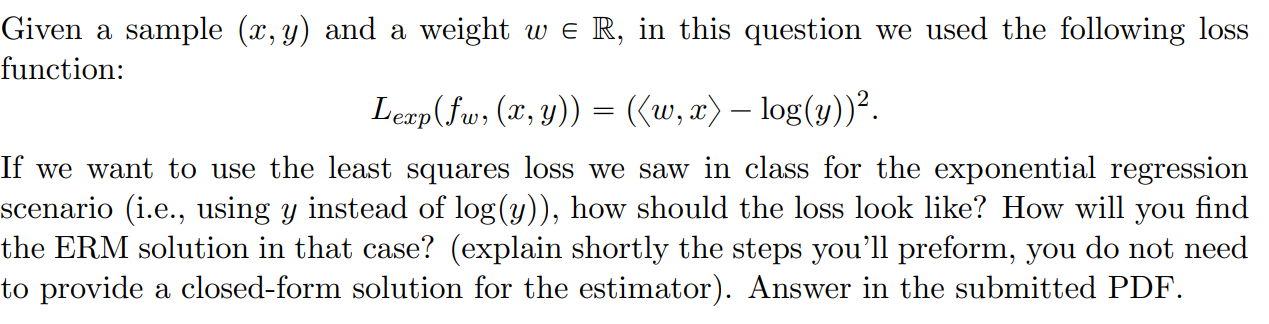 Given a sample (x, y) and a weight w ∈ ℝ, in this question we used the following loss
function:
L_{exp}(f_w, (x, y)) = (⟨w, x⟩ − log(y))².
If we want to use the least squares loss we saw in class for the exponential regression
scenario (i.e., using y instead of log(y)), how should the loss look like? How will you find
the ERM solution in that case? (explain shortly the steps you'll preform, you do not need
to provide a closed-form solution for the estimator). Answer in the submitted PDF.